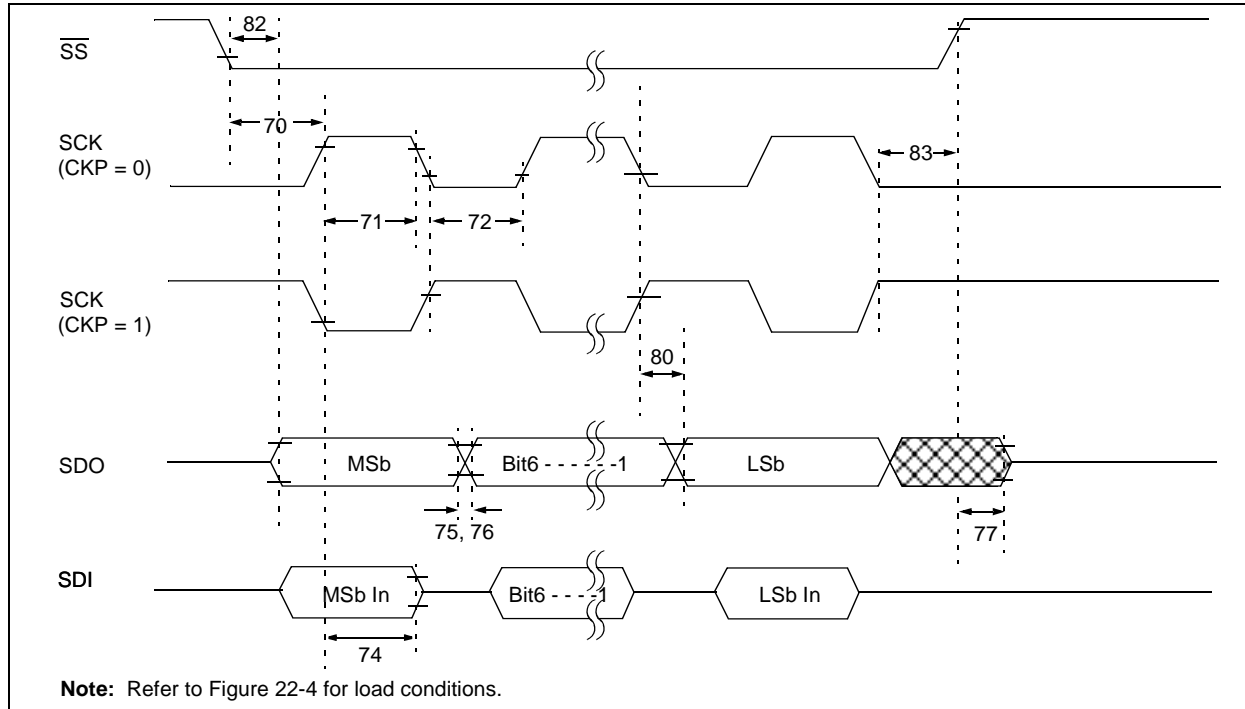 82
SS
70
SCK
(CKP = 0)
83
71
72
SCK
(CKP = 1)
80
SDO
MSb
Bit6 - - - - - -1
LSb
75, 76
77
SDI
MSb In
Bit6 - - - -1
LSb In
74
Note: Refer to Figure 22-4 for load conditions.